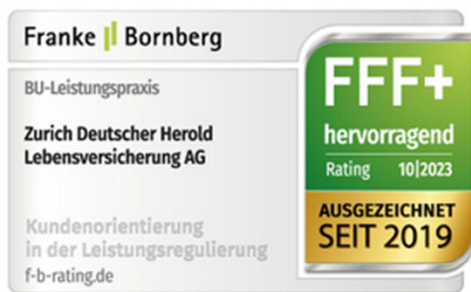 Franke Bornberg
BU-Leistungspraxis
Zurich Deutscher Herold
Lebensversicherung AG
Kundenorientierung
in der Leistungsregulierung
f-b-rating.de
FFF+
hervorragend
Rating 10|2023
AUSGEZEICHNET
SEIT 2019